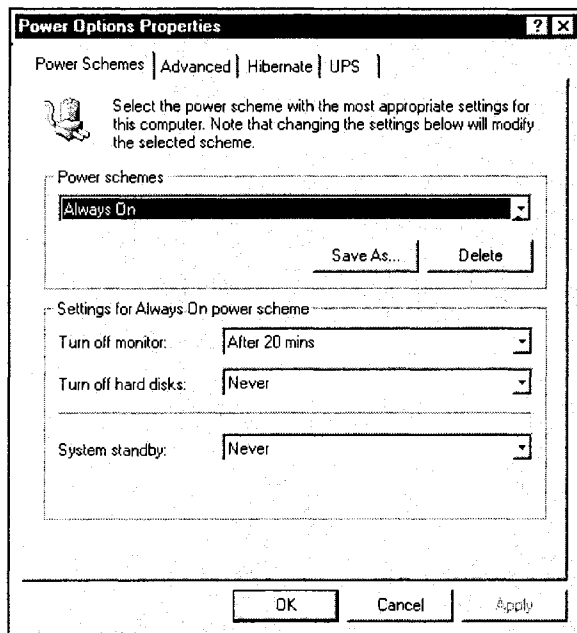 Power Options Properties
Power Schemes Advanced Hibernate UPS
Select the power scheme with the most appropriate settings for
this computer. Note that changing the settings below will modify
the selected scheme.
Power schemes
Always On
Save As... Delete
Settings for Always On power scheme
Turn off monitor: After 20 mins
Turn off hard disks: Never
System standby: Never
OK Cancel Apply